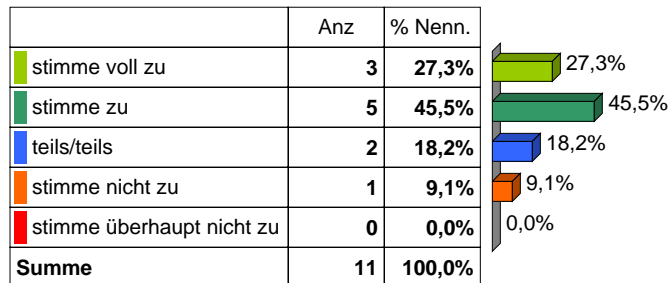 Anz % Nenn.
stimme voll zu 3 27,3% 27,3%
stimme zu 5 45,5% 45,5%
teils/teils 2 18,2% 18,2%
stimme nicht zu 1 9,1% 9,1%
stimme überhaupt nicht zu 0 0,0% 0,0%
Summe 11 100,0%